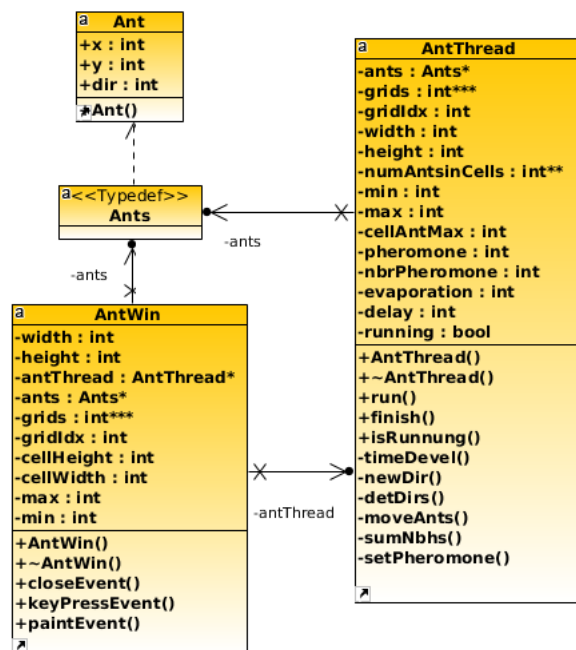 a
Ant
+x : int
+y : int
+dir : int
+Ant()
a
<<Typedef>>
Ants
-ants
-ants
a
AntWin
-width : int
-height : int
-antThread : AntThread*
-ants : Ants*
-grids : int***
-gridIdx : int
-cellHeight : int
-cellWidth : int
-max : int
-min : int
+AntWin()
+~AntWin()
+closeEvent()
+keyPressEvent()
+paintEvent()
-antThread
a
AntThread
-ants : Ants*
-grids : int***
-gridIdx : int
-width : int
-height : int
-numAntsinCells : int**
-min : int
-max : int
-cellAntMax : int
-pheromone : int
-nbrPheromone : int
-evaporation : int
-delay : int
-running : bool
+AntThread()
+~AntThread()
+run()
+finish()
+isRunnung()
-timeDevel()
-newDir()
-detDirs()
-moveAnts()
-sumNbhs()
-setPheromone()